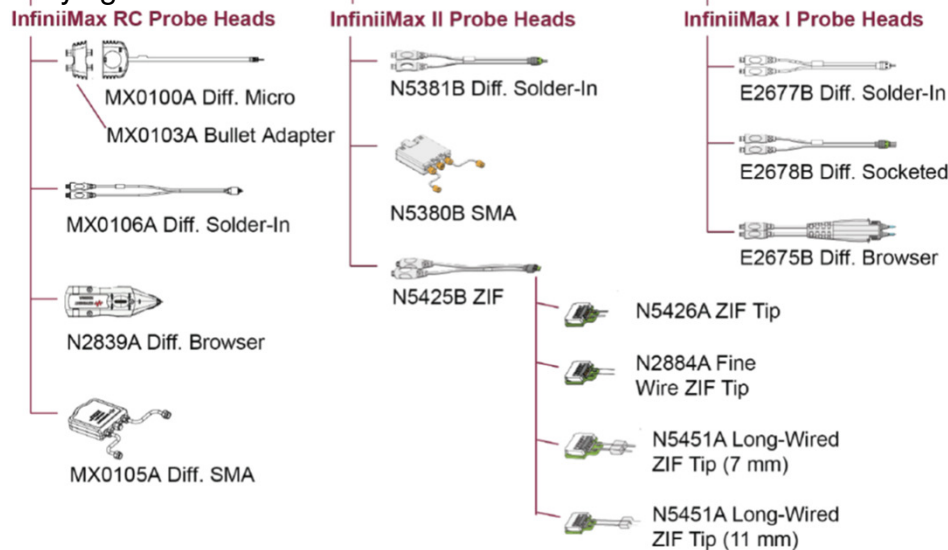 InfiniiMax RC Probe Heads
MX0100A Diff. Micro
MX0103A Bullet Adapter
MX0106A Diff. Solder-In
N2839A Diff. Browser
MX0105A Diff. SMA
InfiniiMax II Probe Heads
N5381B Diff. Solder-In
N5380B SMA
N5425B ZIF
N5426A ZIF Tip
N2884A Fine
Wire ZIF Tip
N5451A Long-Wired
ZIF Tip (7 mm)
N5451A Long-Wired
ZIF Tip (11 mm)
InfiniiMax I Probe Heads
E2677B Diff. Solder-In
E2678B Diff. Socketed
E2675B Diff. Browser